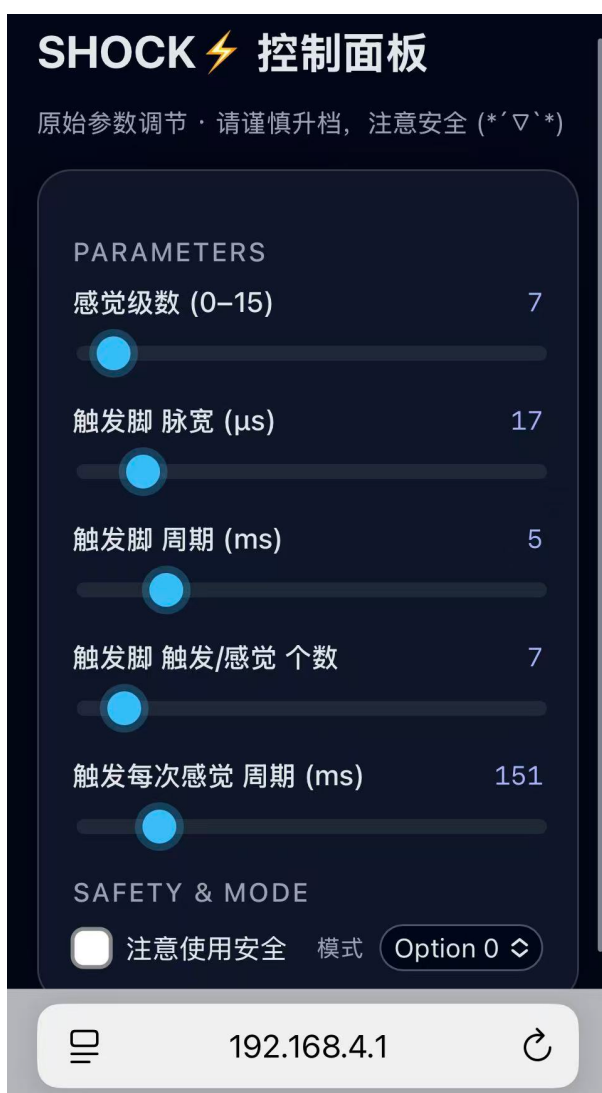 SHOCK⚡ 控制面板
原始参数调节 · 请谨慎升档，注意安全 (*´▽`*)
PARAMETERS
感觉级数 (0–15) 7
触发脚 脉宽 (μs) 17
触发脚 周期 (ms) 5
触发脚 触发/感觉 个数 7
触发每次感觉 周期 (ms) 151
SAFETY & MODE
注意使用安全 模式 Option 0
192.168.4.1